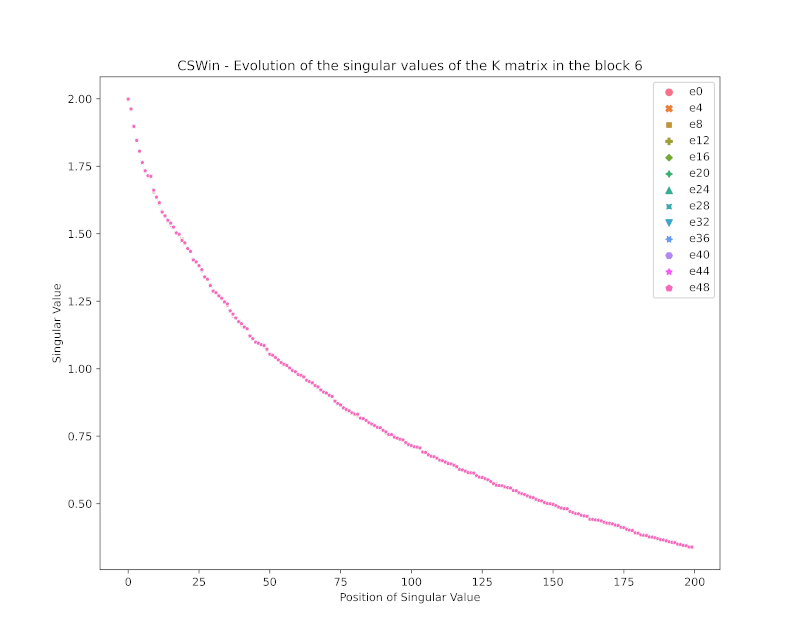 CSWin - Evolution of the singular values of the K matrix in the block 6
2.00
1.75
1.50
1.25
1.00
0.75
0.50
Singular Value
0
25
50
75
100
125
150
175
200
Position of Singular Value
e0
e4
e8
e12
e16
e20
e24
e28
e32
e36
e40
e44
e48